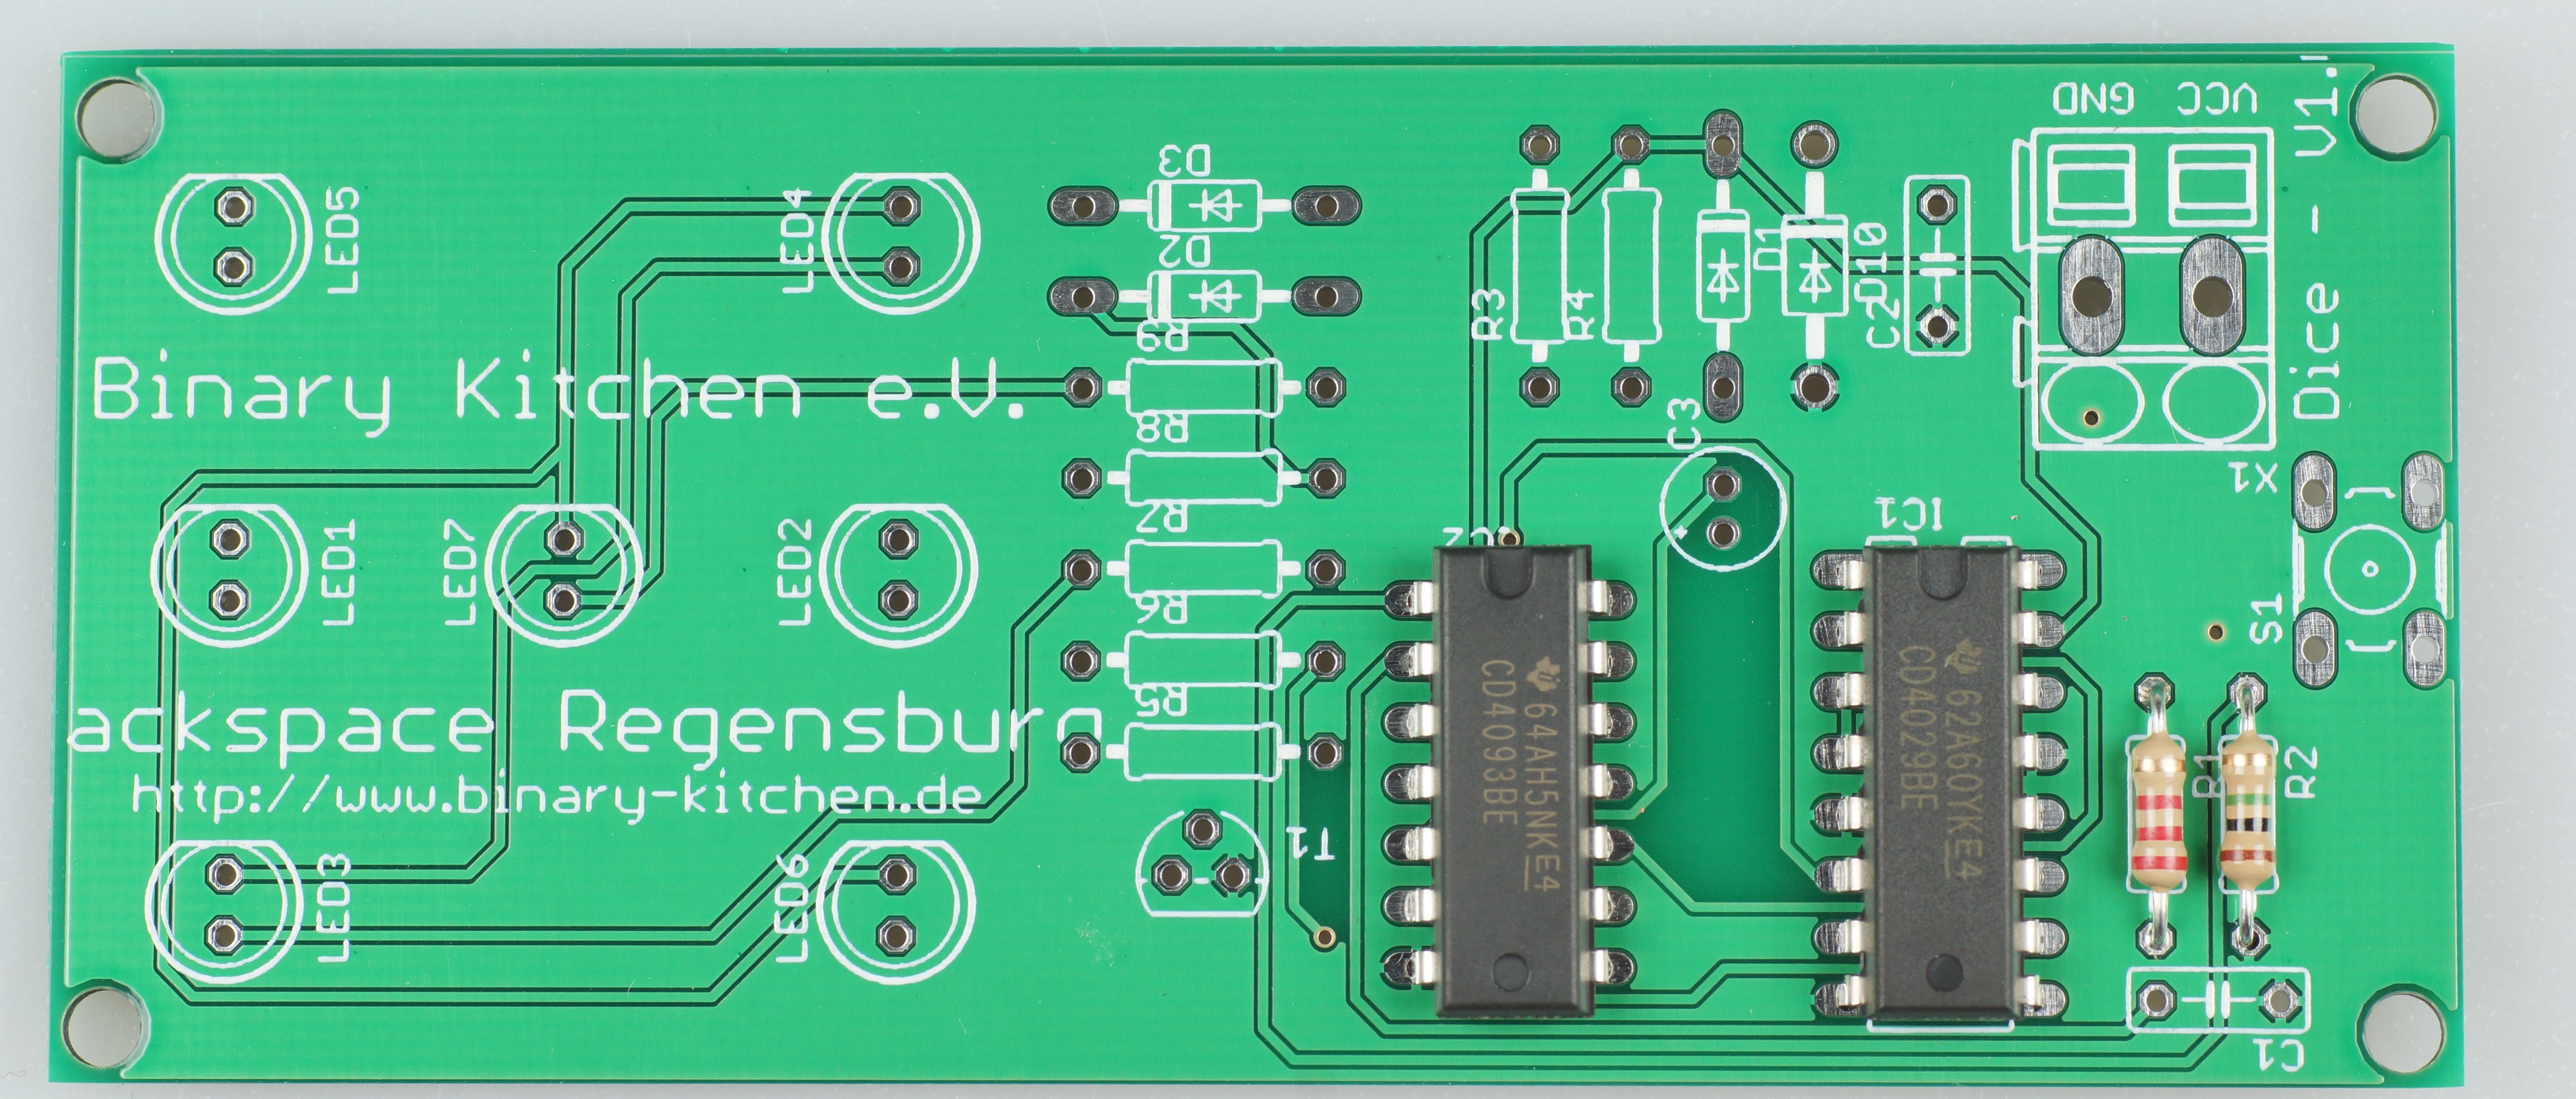 GND VCC
Dice - V1.
D3
LED5
LED4
D2
D1
D10
C2
R3
R4
R9
Binary Kitchen e.V.
R8
C3
X1
R7
IC1
LED1
LED7
LED2
R6
S1
R5
ackspace Regensburg
http://www.binary-kitchen.de
64AH5NKE4
CD4093BE
62A60YKE4
CD4029BE
R1
R2
T1
LED3
LED6
C1